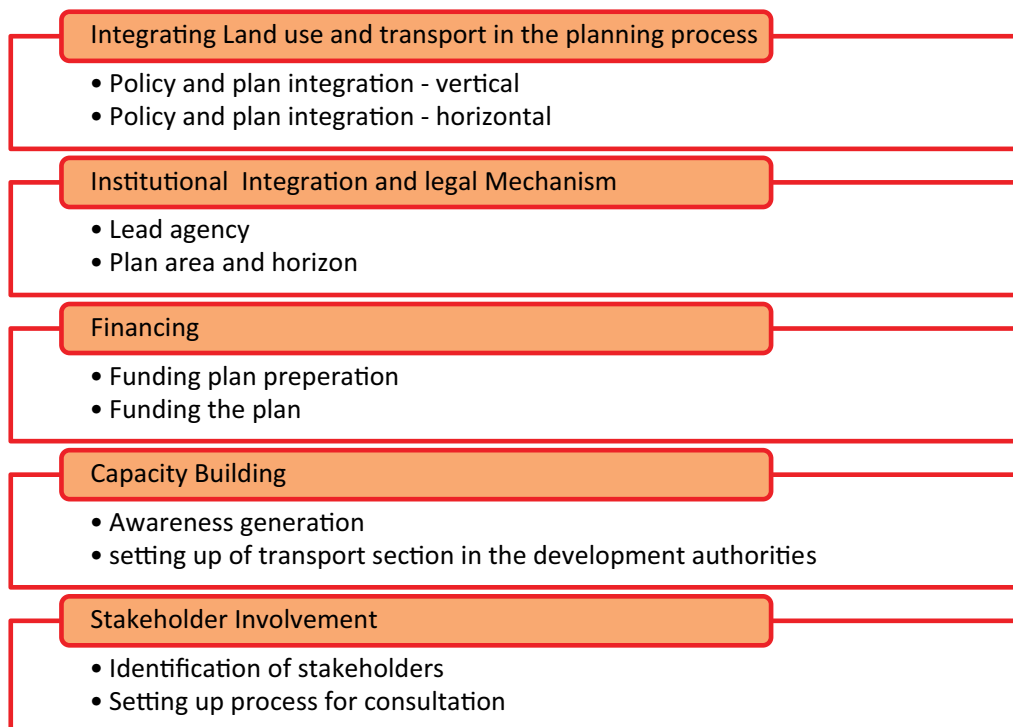 Integrating Land use and transport in the planning process
• Policy and plan integration - vertical
• Policy and plan integration - horizontal
Institutional  Integration and legal Mechanism
• Lead agency
• Plan area and horizon
Financing
• Funding plan preperation
• Funding the plan
Capacity Building
• Awareness generation
• setting up of transport section in the development authorities
Stakeholder Involvement
• Identification of stakeholders
• Setting up process for consultation